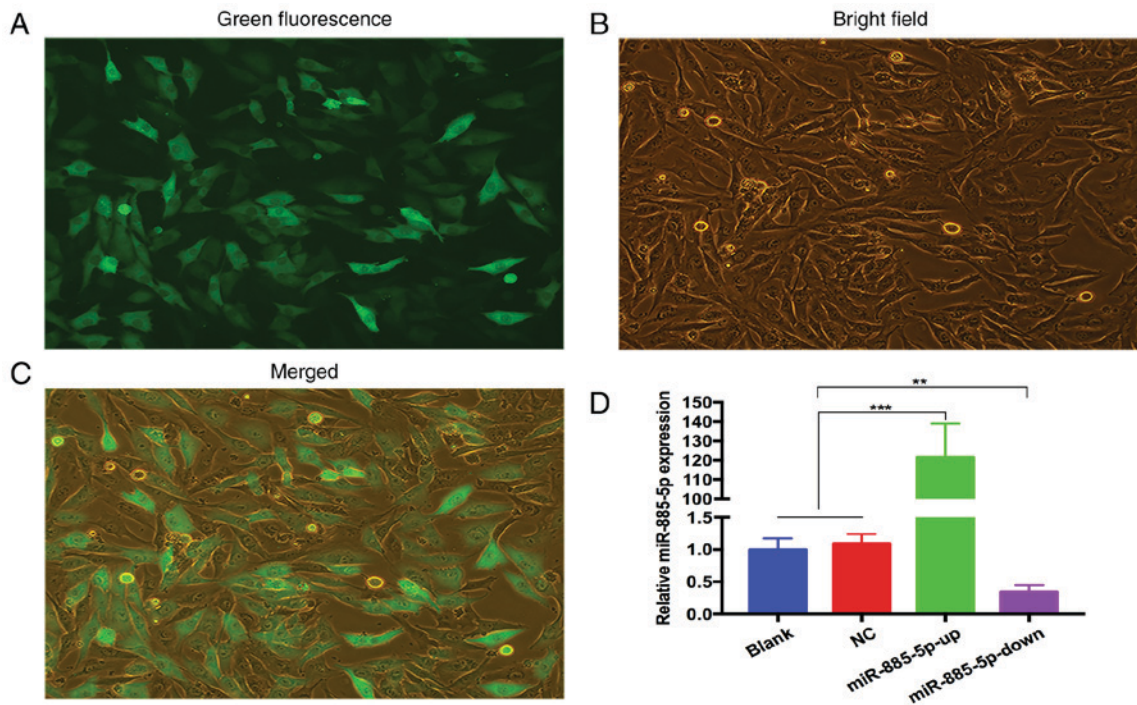 A
Green fluorescence
B
Bright field
C
Merged
D
Relative miR-885-5p expression
150
140
130
120
110
100
1.5
1.0
0.5
0.0
**
***
Blank
NC
miR-885-5p-up
miR-885-5p-down